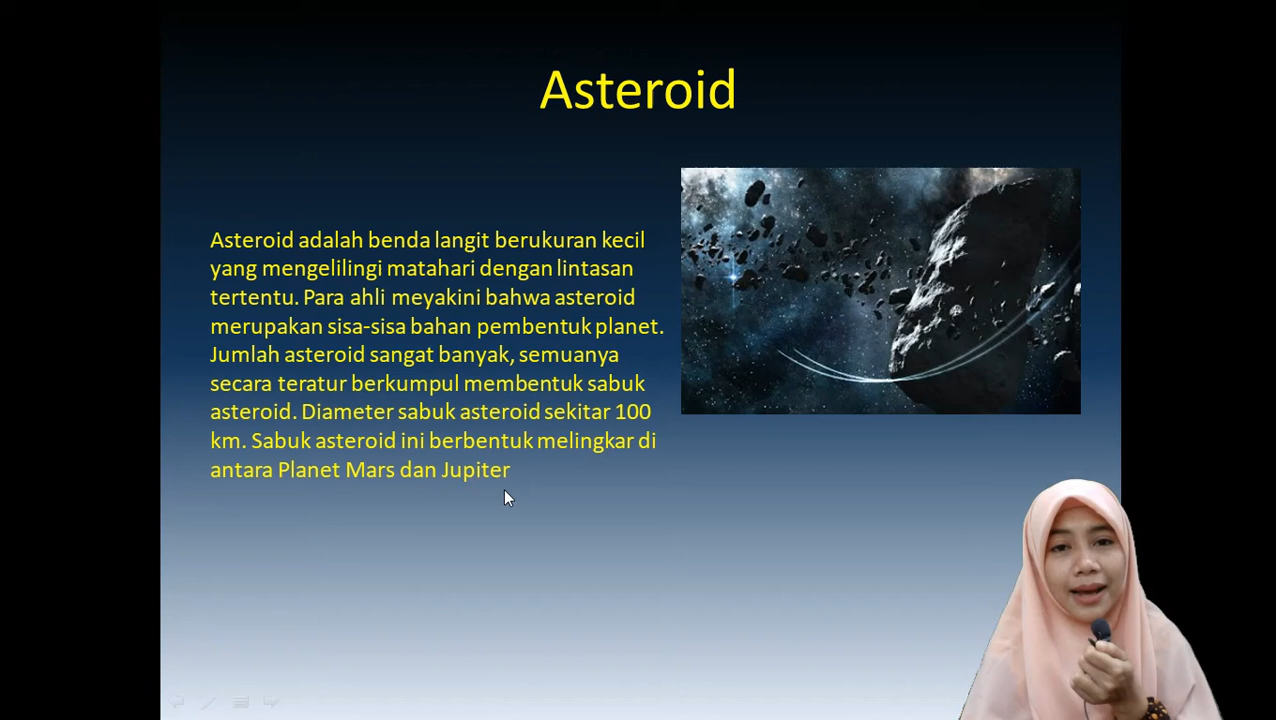 Asteroid
Asteroid adalah benda langit berukuran kecil
yang mengelilingi matahari dengan lintasan
tertentu. Para ahli meyakini bahwa asteroid
merupakan sisa-sisa bahan pembentuk planet.
Jumlah asteroid sangat banyak, semuanya
secara teratur berkumpul membentuk sabuk
asteroid. Diameter sabuk asteroid sekitar 100
km. Sabuk asteroid ini berbentuk melingkar di
antara Planet Mars dan Jupiter